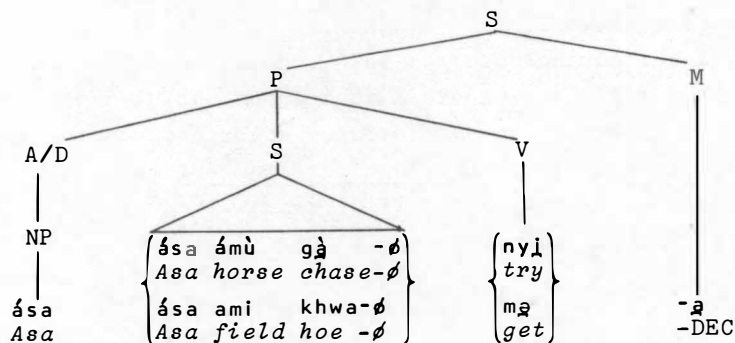 S
P M
A/D S V
NP
ása ámù gà̰ -ø nyḭ
Asa horse chase-ø try
ása ása ami khwa-ø ma̰ -a̰
Asa Asa field hoe -ø get -DEC